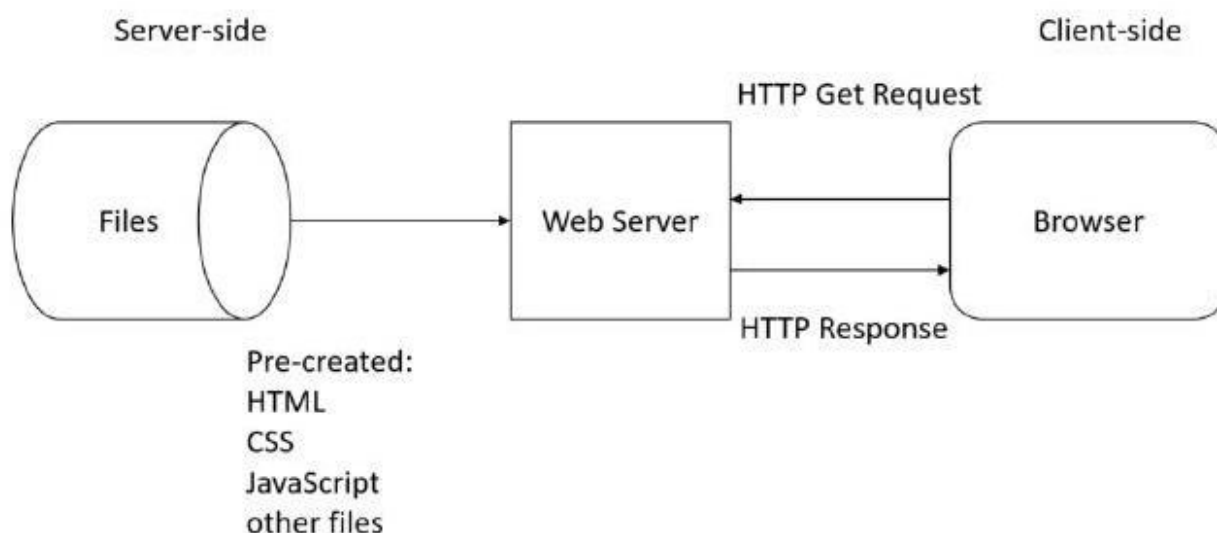 Server-side
Client-side
HTTP Get Request
Files
Web Server
Browser
HTTP Response
Pre-created:
HTML
CSS
JavaScript
other files